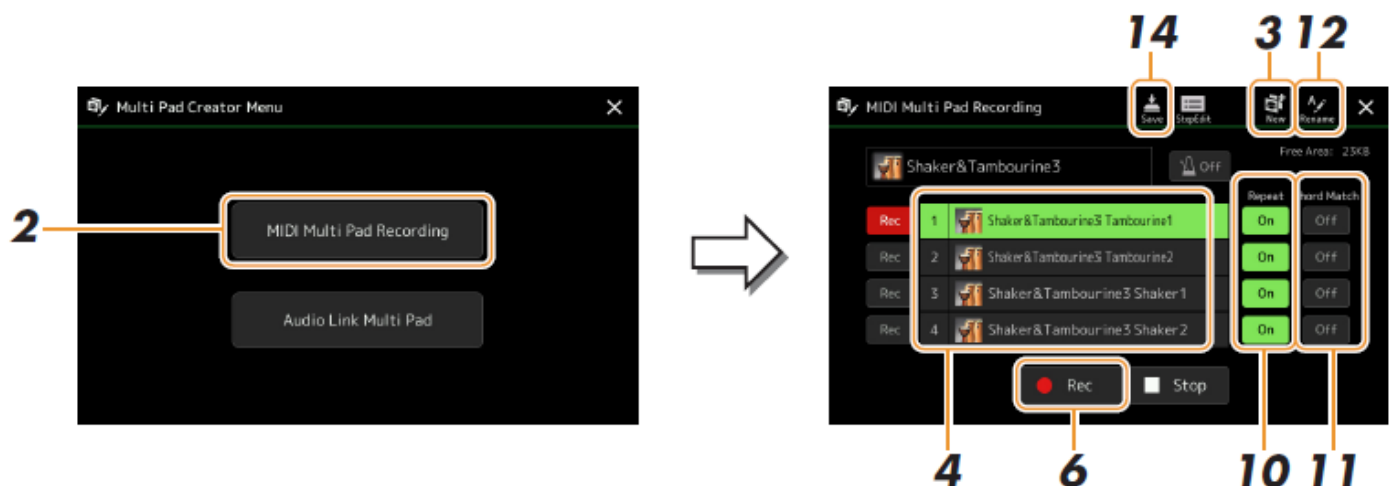 14 3 12
Multi Pad Creator Menu
MIDI Multi Pad Recording
Save
StepEdit
New
Rename
Free Area: 23KB
Shaker&Tambourine3
Off
2
MIDI Multi Pad Recording
Audio Link Multi Pad
Repeat
hord Match
Rec 1 Shaker&Tambourine3 Tambourine1 On Off
Rec 2 Shaker&Tambourine3 Tambourine2 On Off
Rec 3 Shaker&Tambourine3 Shaker1 On Off
Rec 4 Shaker&Tambourine3 Shaker2 On Off
Rec Stop
4 6 10 11